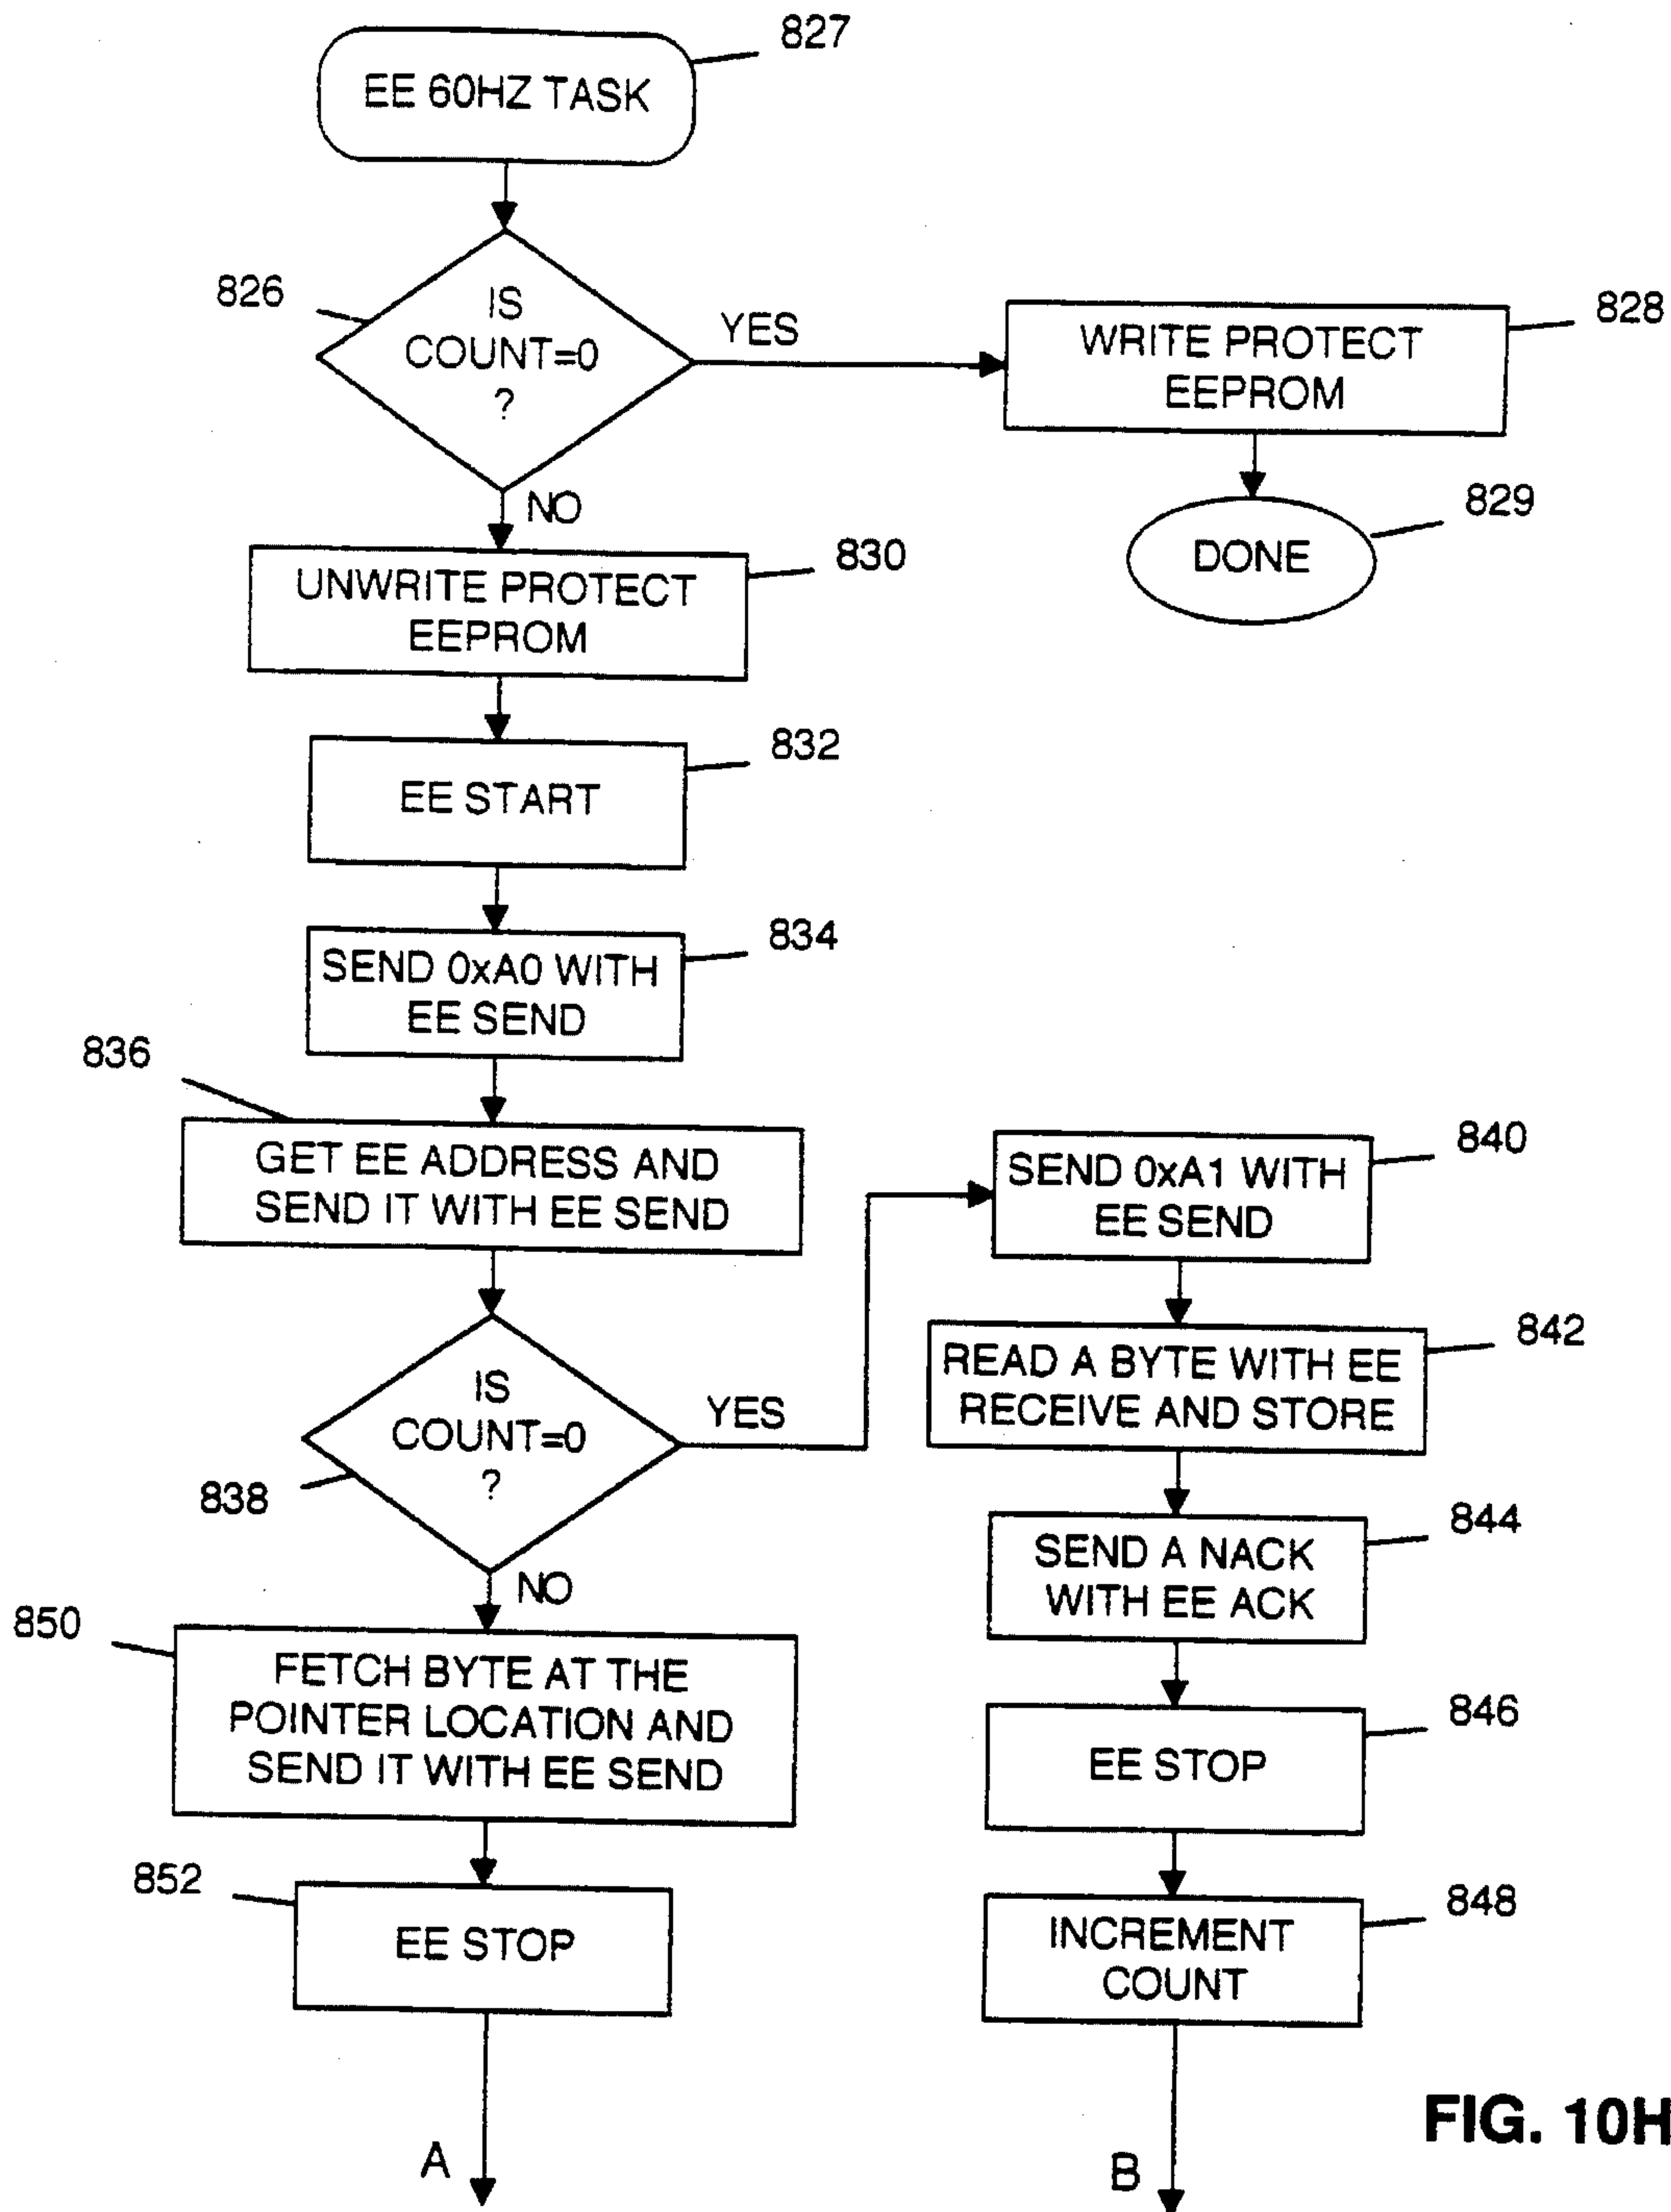 827
EE 60HZ TASK
826
IS
COUNT=0
?
YES
828
WRITE PROTECT
EEPROM
NO
829
DONE
830
UNWRITE PROTECT
EEPROM
832
EE START
834
SEND 0xA0 WITH
EE SEND
836
GET EE ADDRESS AND
SEND IT WITH EE SEND
840
SEND 0xA1 WITH
EE SEND
838
IS
COUNT=0
?
YES
842
READ A BYTE WITH EE
RECEIVE AND STORE
NO
844
SEND A NACK
WITH EE ACK
850
FETCH BYTE AT THE
POINTER LOCATION AND
SEND IT WITH EE SEND
846
EE STOP
852
EE STOP
848
INCREMENT
COUNT
A
B
FIG. 10H